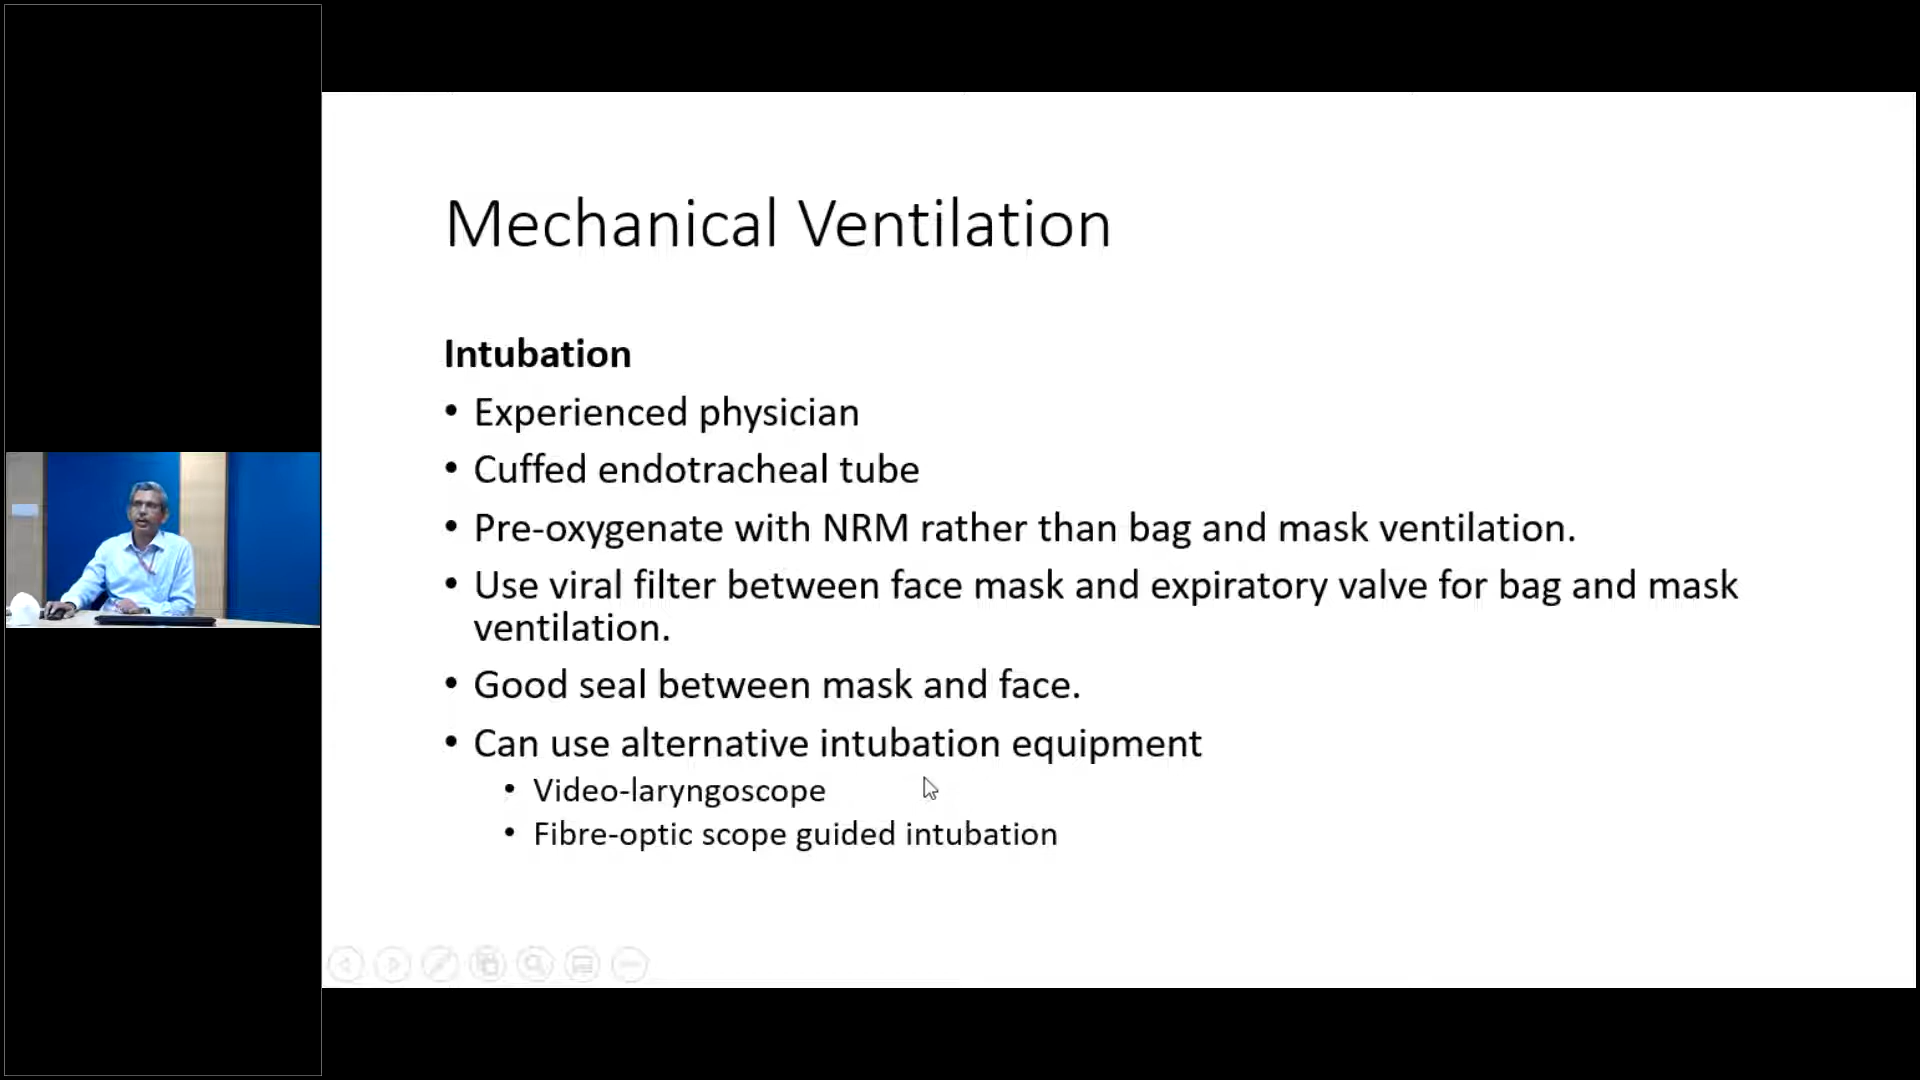 Mechanical Ventilation
Intubation
• Experienced physician
• Cuffed endotracheal tube
• Pre-oxygenate with NRM rather than bag and mask ventilation.
• Use viral filter between face mask and expiratory valve for bag and mask
ventilation.
• Good seal between mask and face.
• Can use alternative intubation equipment
• Video-laryngoscope
• Fibre-optic scope guided intubation